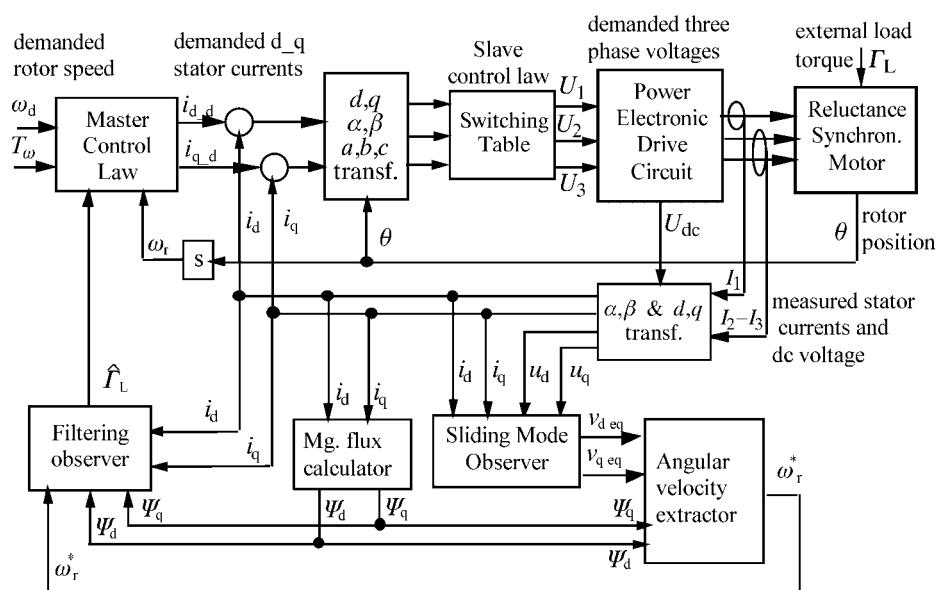 demanded
rotor speed
demanded d_q
stator currents
Slave
control law
demanded three
phase voltages
external load
torque
Γ_L
ω_d
T_ω
Master
Control
Law
i_d_d
i_q_d
d,q
α,β
a,b,c
transf.
Switching
Table
U_1
U_2
U_3
Power
Electronic
Drive
Circuit
Reluctance
Synchron.
Motor
i_d
i_q
θ
U_dc
θ
rotor
position
ω_r
s
I_1
I_2–I_3
α,β & d,q
transf.
measured stator
currents and
dc voltage
Γ̂_L
i_d
i_q
i_d
i_q
i_d
i_q
u_d
u_q
Filtering
observer
Mg. flux
calculator
Sliding Mode
Observer
v_d eq
v_q eq
Angular
velocity
extractor
ω*_r
Ψ_d
Ψ_q
Ψ_d
Ψ_q
Ψ_q
Ψ_d
ω*_r